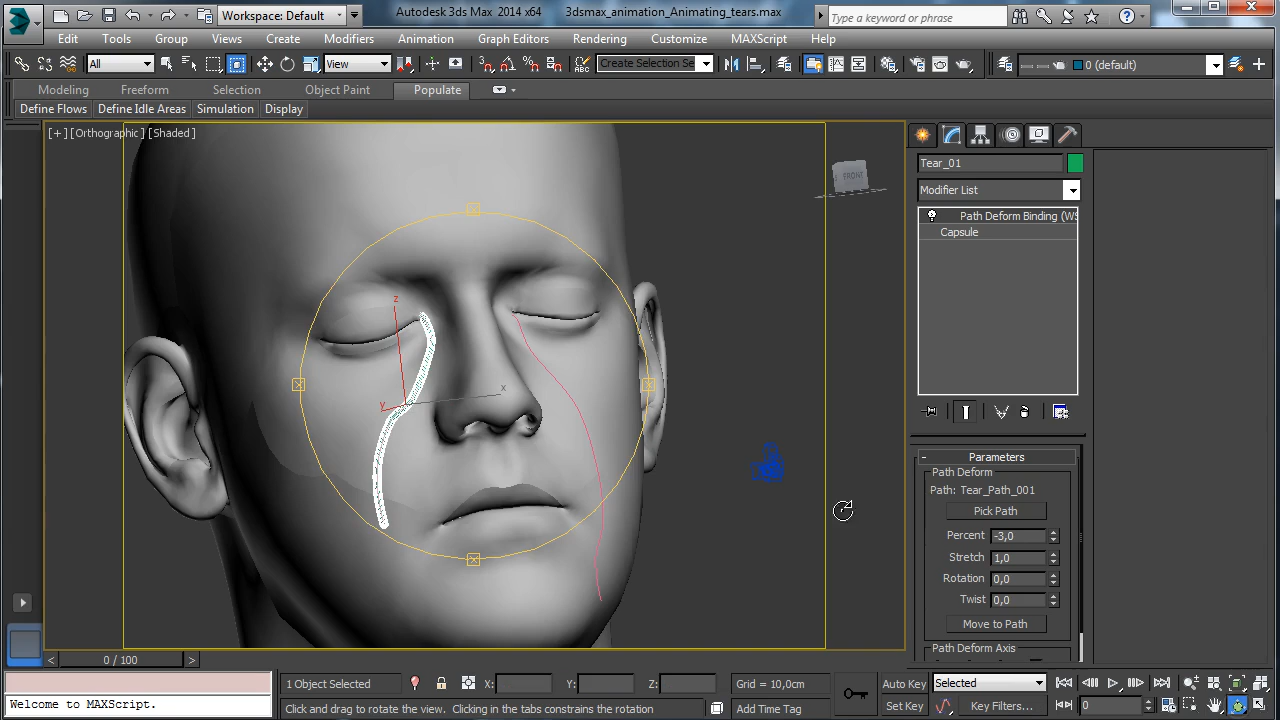 Workspace: Default
Autodesk 3ds Max 2014 x64
3dsmax_animation_Animating_tears.max
Type a keyword or phrase
Edit Tools Group Views Create Modifiers Animation Graph Editors Rendering Customize MAXScript Help
All
View
Create Selection Se
0 (default)
Modeling Freeform Selection Object Paint Populate
Define Flows Define Idle Areas Simulation Display
[+][Orthographic][Shaded]
FRONT
z
x
y
Tear_01
Modifier List
Path Deform Binding (WS
Capsule
- Parameters
Path Deform
Path: Tear_Path_001
Pick Path
Percent -3,0
Stretch 1,0
Rotation 0,0
Twist 0,0
Move to Path
Path Deform Axis
< 0 / 100 >
1 Object Selected
X:
Y:
Z:
Grid = 10,0cm
Auto Key
Selected
Welcome to MAXScript.
Click and drag to rotate the view. Clicking in the tabs constrains the rotation
Add Time Tag
Set Key
Key Filters...
0